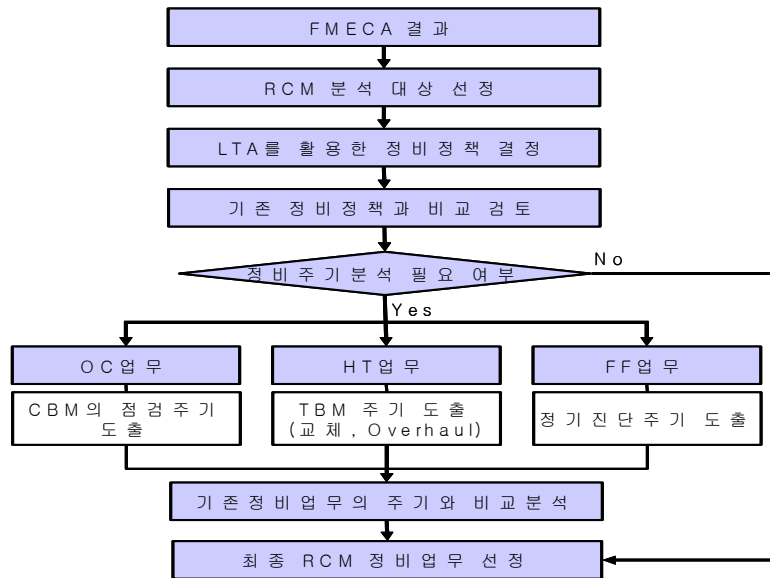 FMECA 결과
RCM 분석 대상 선정
LTA를 활용한 정비정책 결정
기존 정비정책과 비교 검토
정비주기분석 필요 여부
No
Yes
OC업무
HT업무
FF업무
CBM의 점검주기
도출
TBM 주기 도출
(교체, Overhaul)
정기진단주기 도출
기존정비업무의 주기와 비교분석
최종 RCM 정비업무 선정